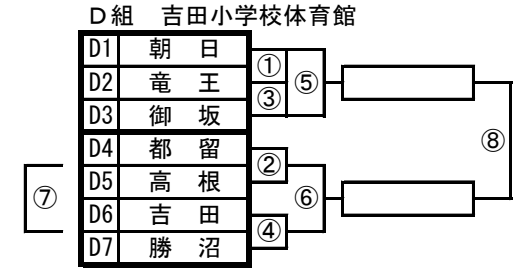 D組　吉田小学校体育館
D1 朝 日
D2 竜 王
D3 御 坂
D4 都 留
D5 高 根
D6 吉 田
D7 勝 沼
①
③
⑤
②
④
⑥
⑦
⑧